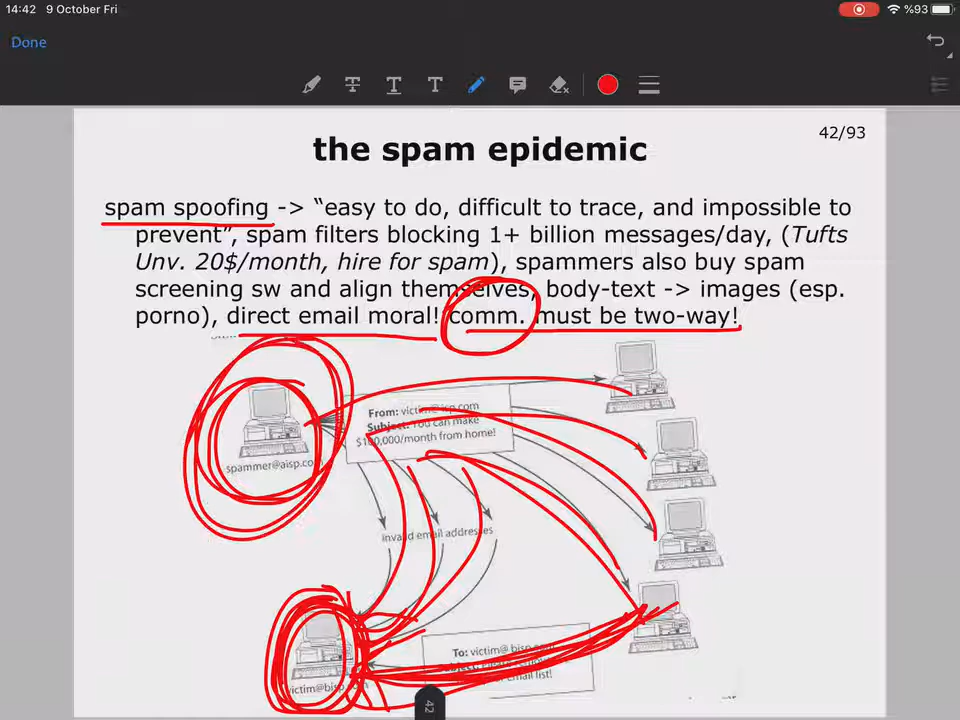 14:42 9 October Fri
%93
Done
42/93
the spam epidemic
spam spoofing -> “easy to do, difficult to trace, and impossible to
prevent”, spam filters blocking 1+ billion messages/day, (Tufts
Unv. 20$/month, hire for spam), spammers also buy spam
screening sw and align themselves, body-text -> images (esp.
porno), direct email moral! comm. must be two-way!
From: victim@isp.com
Subject: You can make
$100,000/month from home!
spammer@aisp.co
invalid email addresses
To: victim@bisp.com
Subject:
email list!
victim@bisp.com
42